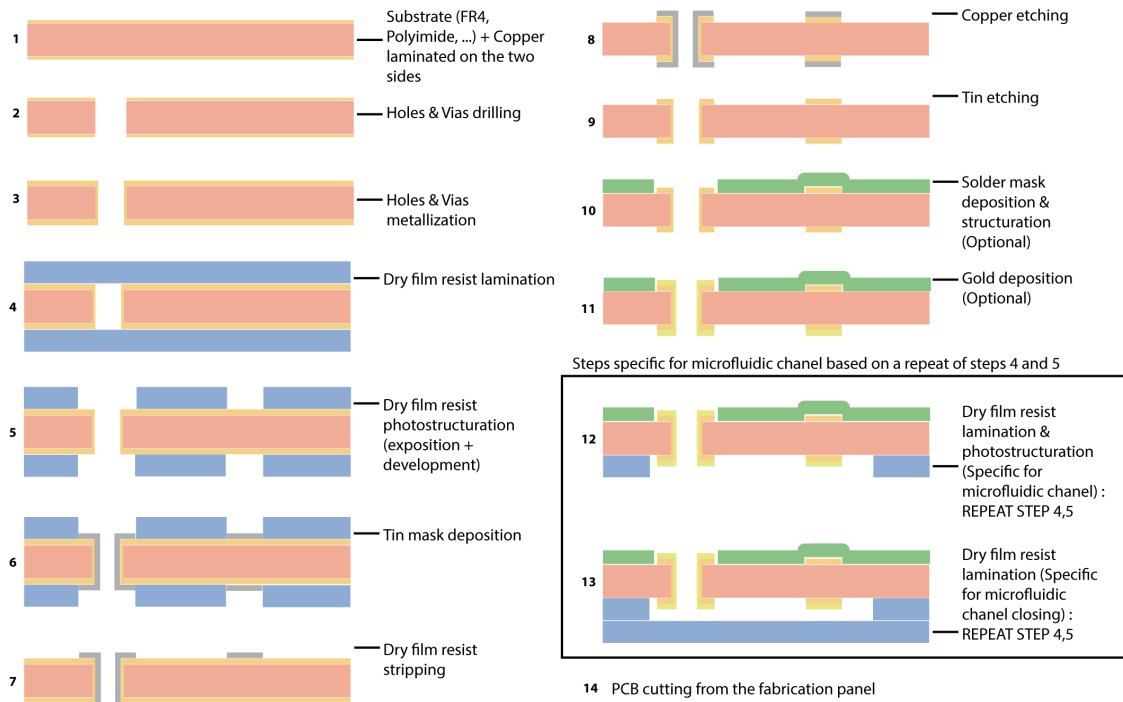 1
Substrate (FR4,
Polyimide, ...) + Copper
laminated on the two
sides
2
Holes & Vias drilling
3
Holes & Vias
metallization
4
Dry film resist lamination
5
Dry film resist
photostructuration
(exposition +
development)
6
Tin mask deposition
7
Dry film resist
stripping
8
Copper etching
9
Tin etching
10
Solder mask
deposition &
structuration
(Optional)
11
Gold deposition
(Optional)
Steps specific for microfluidic chanel based on a repeat of steps 4 and 5
12
Dry film resist
lamination &
photostructuration
(Specific for
microfluidic chanel) :
REPEAT STEP 4,5
13
Dry film resist
lamination (Specific
for microfluidic
chanel closing) :
REPEAT STEP 4,5
14 PCB cutting from the fabrication panel